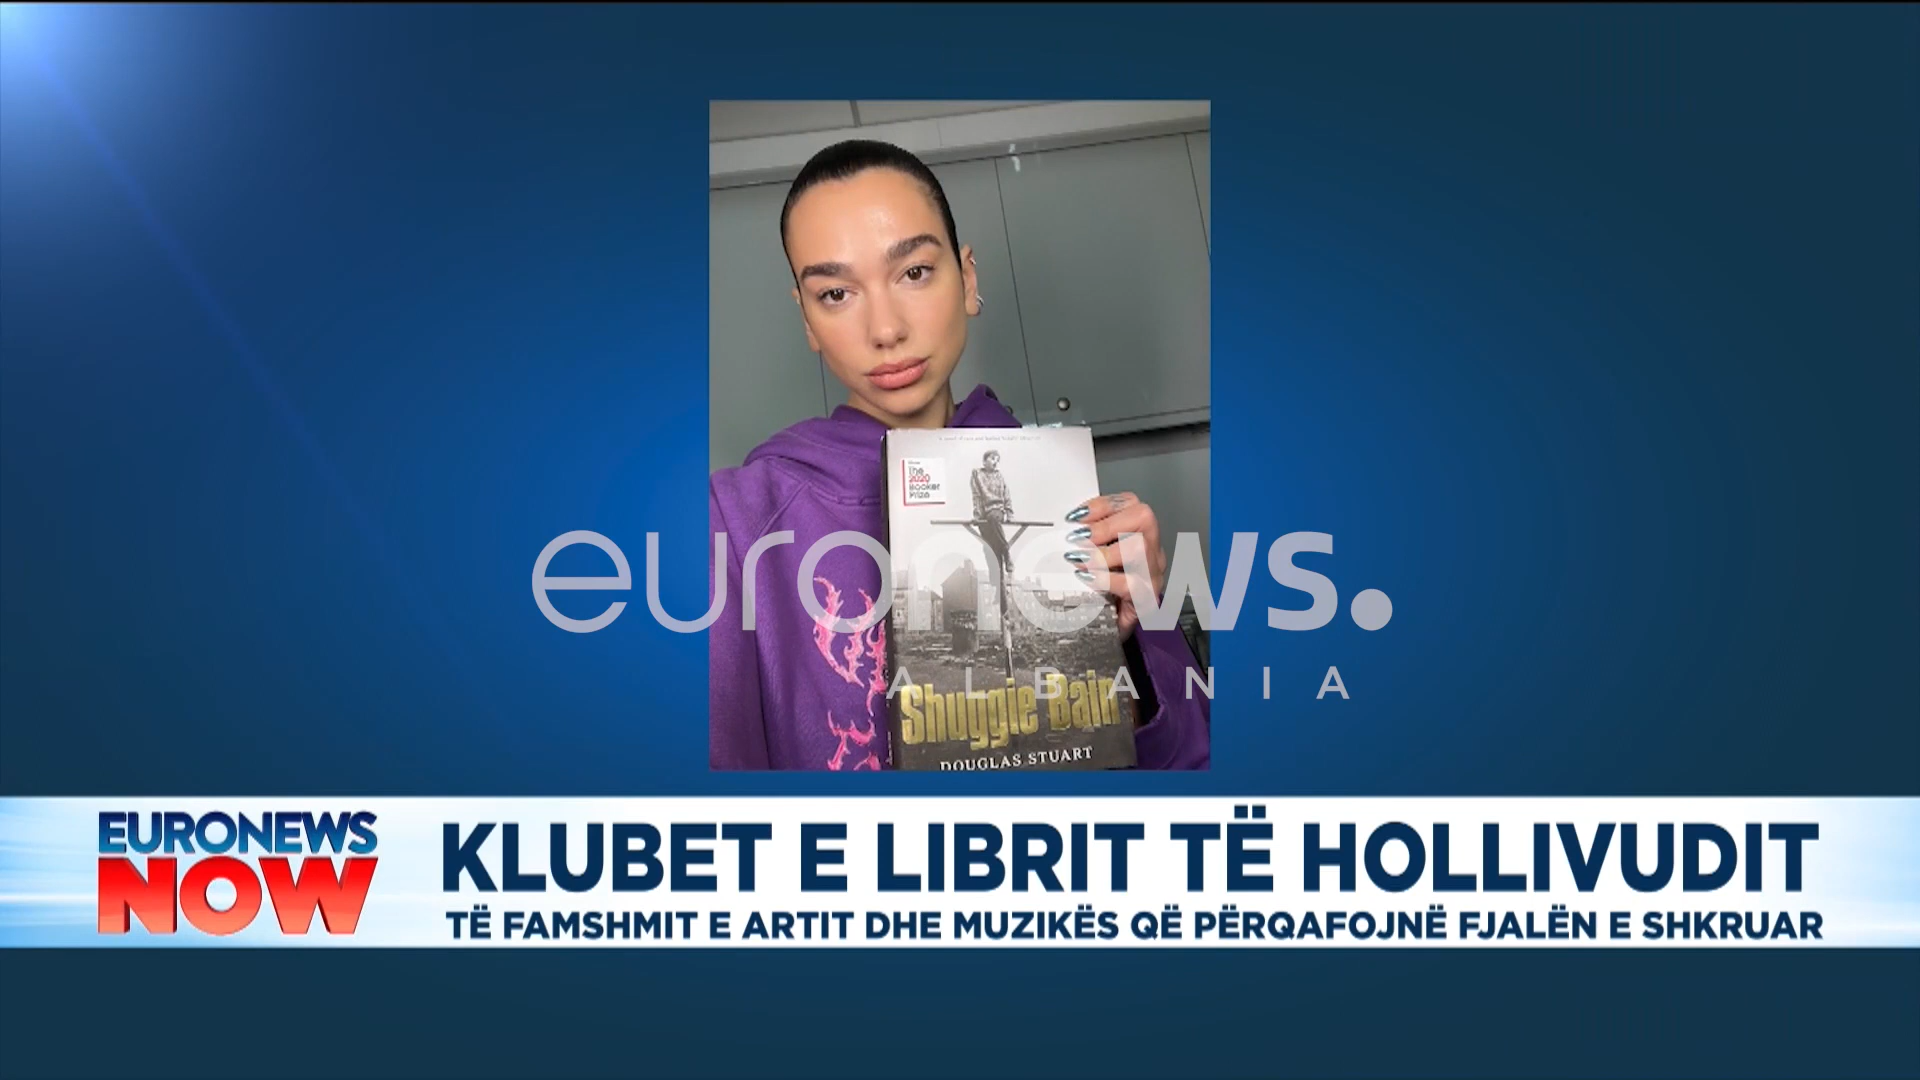 The
2020
Booker
Prize
euronews.
ALBANIA
Shuggie Bain
DOUGLAS STUART
EURONEWS
NOW
KLUBET E LIBRIT TË HOLLIVUDIT
TË FAMSHMIT E ARTIT DHE MUZIKËS QË PËRQAFOJNË FJALËN E SHKRUAR